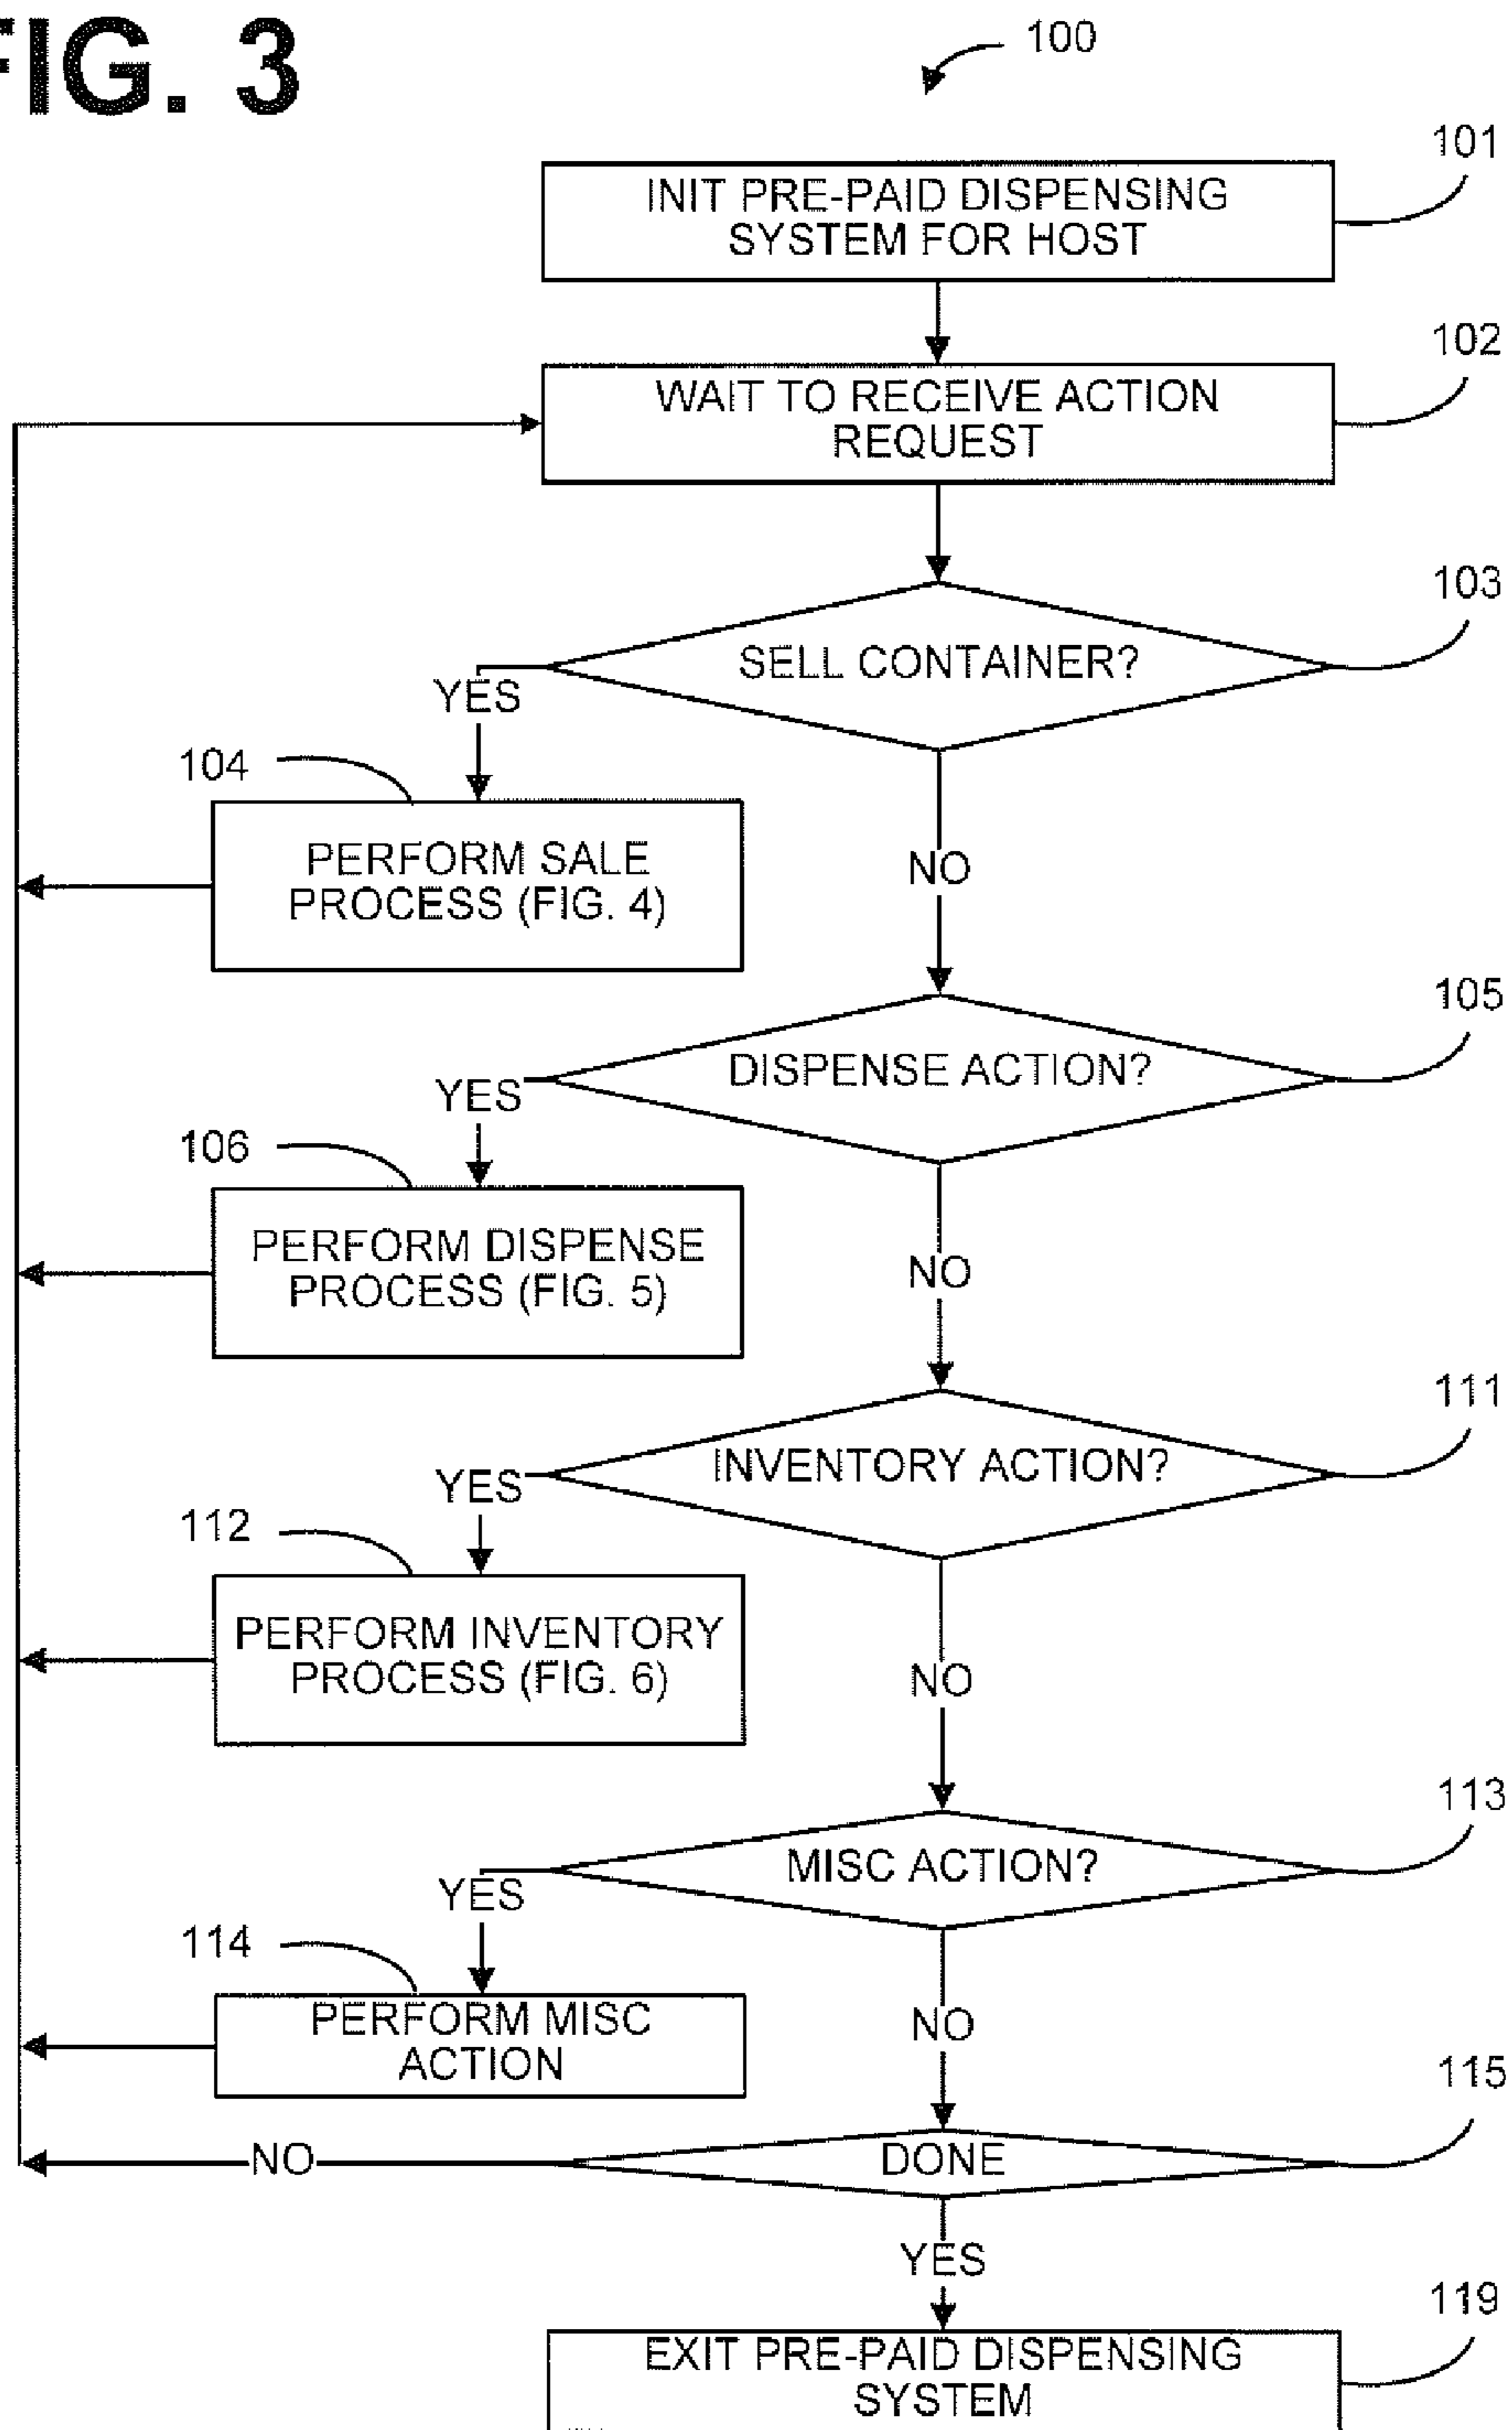 FIG. 3
100
101
INIT PRE-PAID DISPENSING
SYSTEM FOR HOST
102
WAIT TO RECEIVE ACTION
REQUEST
103
SELL CONTAINER?
YES
104
PERFORM SALE
PROCESS (FIG. 4)
NO
105
DISPENSE ACTION?
YES
106
PERFORM DISPENSE
PROCESS (FIG. 5)
NO
111
INVENTORY ACTION?
YES
112
PERFORM INVENTORY
PROCESS (FIG. 6)
NO
113
MISC ACTION?
YES
114
PERFORM MISC
ACTION
NO
115
DONE
NO
YES
119
EXIT PRE-PAID DISPENSING
SYSTEM